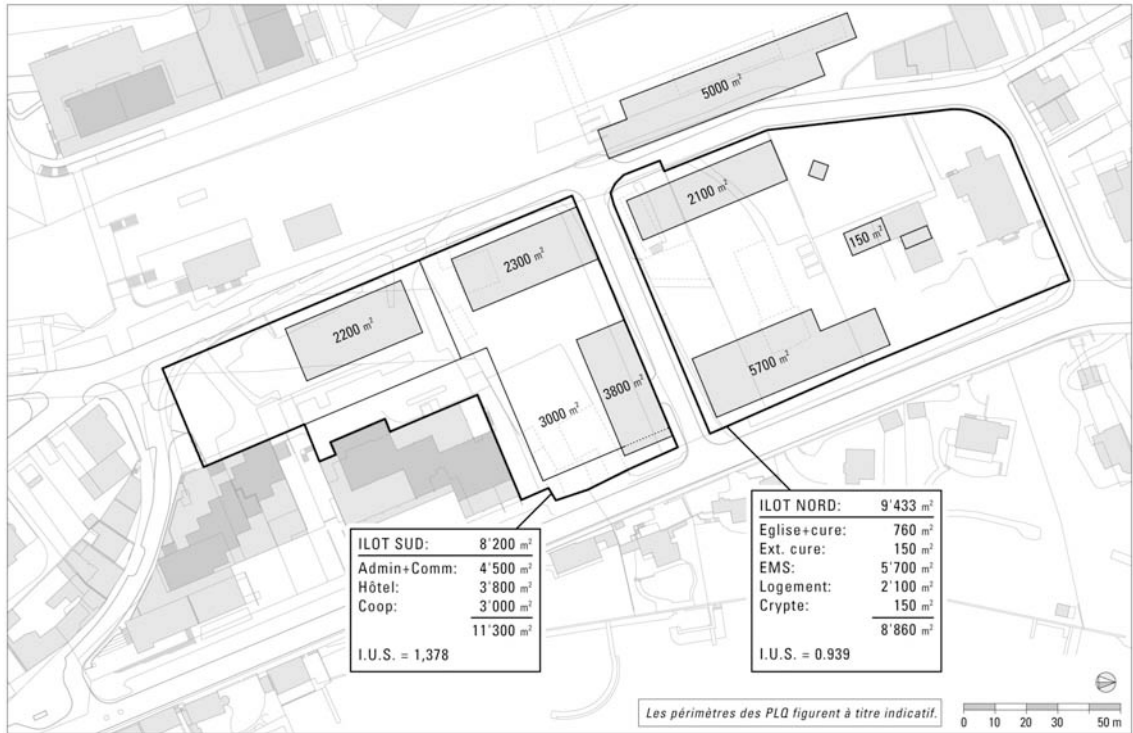 5000 m²
2100 m²
150 m²
2300 m²
2200 m²
5700 m²
3800 m²
3000 m²
ILOT SUD: 8'200 m²
Admin+Comm: 4'500 m²
Hôtel: 3'800 m²
Coop: 3'000 m²
11'300 m²
I.U.S. = 1,378
ILOT NORD: 9'433 m²
Eglise+cure: 760 m²
Ext. cure: 150 m²
EMS: 5'700 m²
Logement: 2'100 m²
Crypte: 150 m²
8'860 m²
I.U.S. = 0.939
Les périmètres des PLQ figurent à titre indicatif.
0 10 20 30 50 m